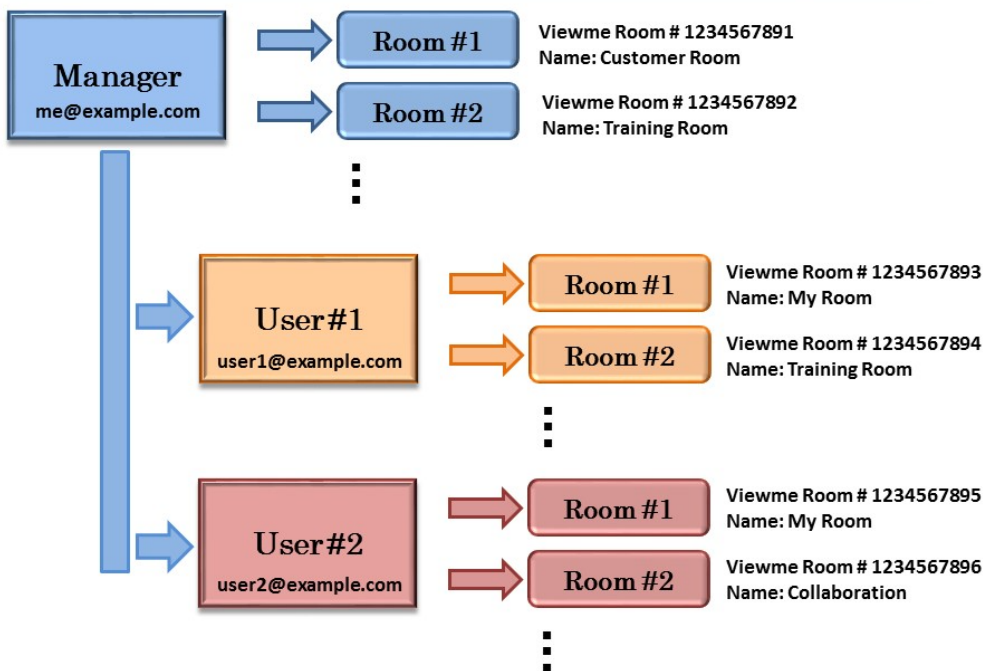 Manager
me@example.com
Room #1
Viewme Room # 1234567891
Name: Customer Room
Room #2
Viewme Room # 1234567892
Name: Training Room
User#1
user1@example.com
Room #1
Viewme Room # 1234567893
Name: My Room
Room #2
Viewme Room # 1234567894
Name: Training Room
User#2
user2@example.com
Room #1
Viewme Room # 1234567895
Name: My Room
Room #2
Viewme Room # 1234567896
Name: Collaboration